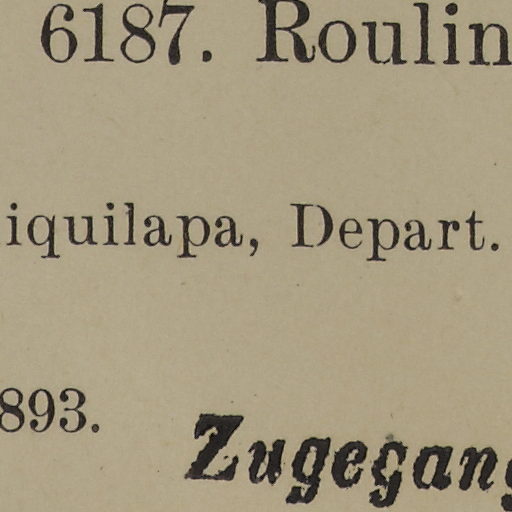 6187. Roulin
iquilapa, Depart.
893.
Zugegang